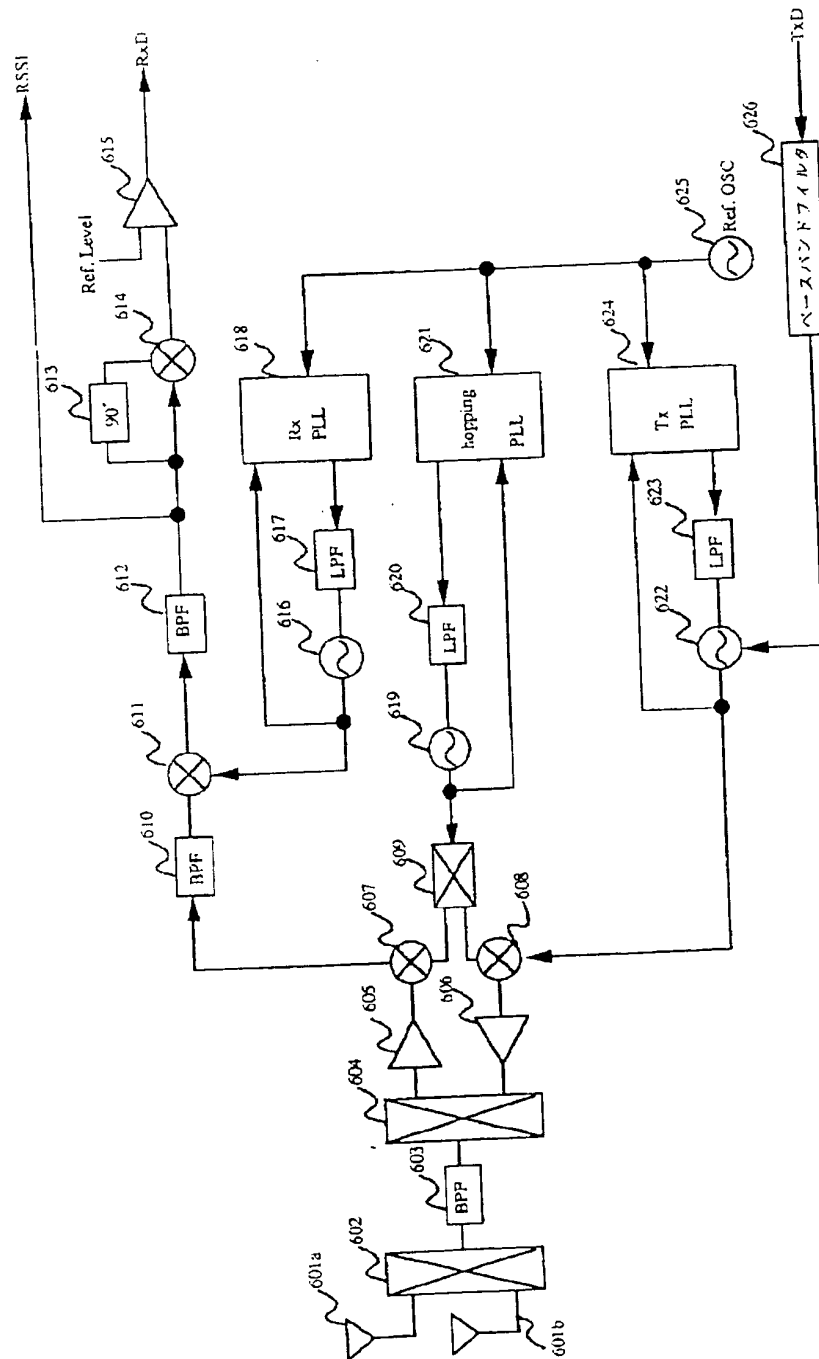 RSSI
RxD
615
Ref. Level
614
613
90°
612
BPF
611
610
BPF
618
Rx
PLL
617
LPF
616
621
hopping
PLL
620
LPF
619
609
607
608
605
606
604
603
BPF
602
601a
601b
625
Ref. OSC
624
Tx
PLL
623
LPF
622
626
ベースバンドフィルタ
TxD